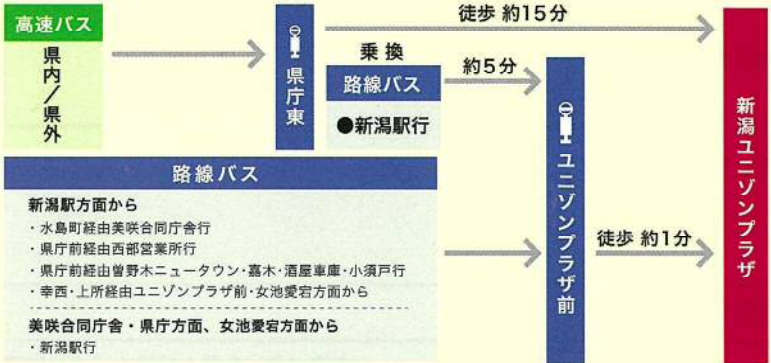 高速バス
県内/県外
県庁東
徒歩 約15分
乗換
路線バス
●新潟駅行
約5分
路線バス
新潟駅方面から
・水島町経由美咲合同庁舎行
・県庁前経由西部営業所行
・県庁前経由曽野木ニュータウン・嘉木・酒屋車庫・小須戸行
・幸西・上所経由ユニゾンプラザ前・女池愛宕方面から
美咲合同庁舎・県庁方面、女池愛宕方面から
・新潟駅行
ユニゾンプラザ前
徒歩 約1分
新潟ユニゾンプラザ